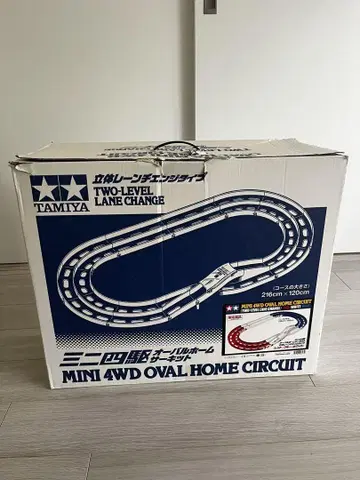 立体レーンチェンジタイプ
TWO-LEVEL
LANE CHANGE
TAMIYA
(コースの大きさ)
216cm×120cm
MINI 4WD OVAL HOME CIRCUIT
ミニ四駆 オーバルホーム
サーキット
MINI 4WD OVAL HOME CIRCUIT